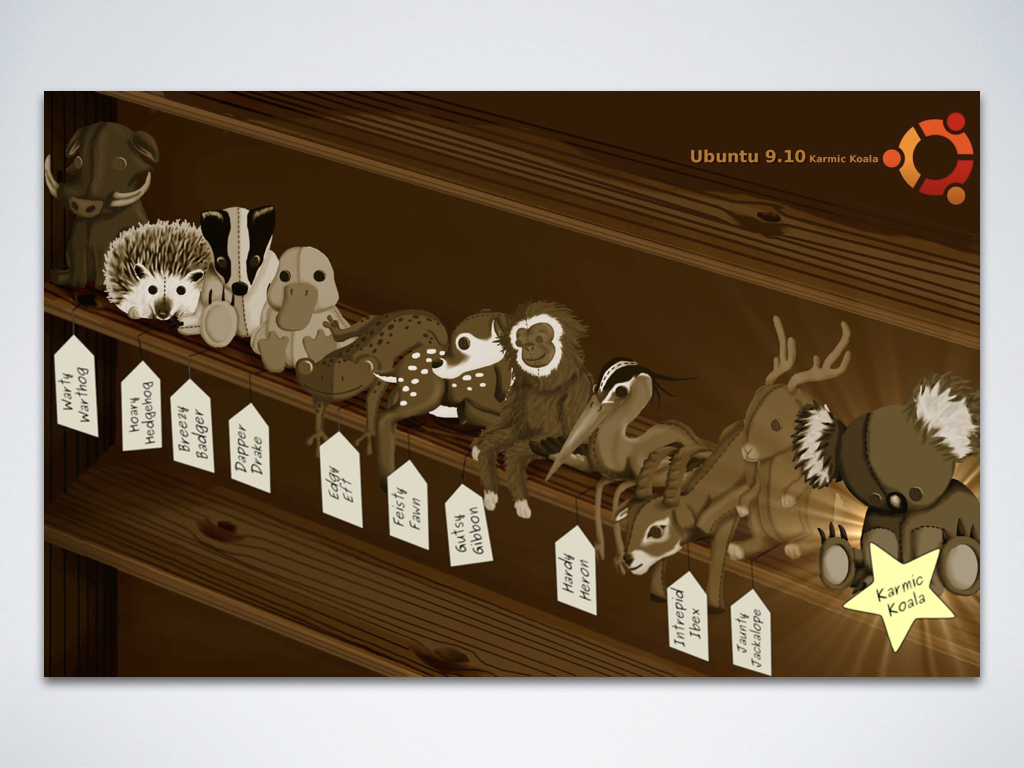 Ubuntu 9.10 Karmic Koala
Warty
Warthog
Hoary
Hedgehog
Breezy
Badger
Dapper
Drake
Edgy
Eft
Feisty
Fawn
Gutsy
Gibbon
Hardy
Heron
Intrepid
Ibex
Jaunty
Jackalope
Karmic
Koala